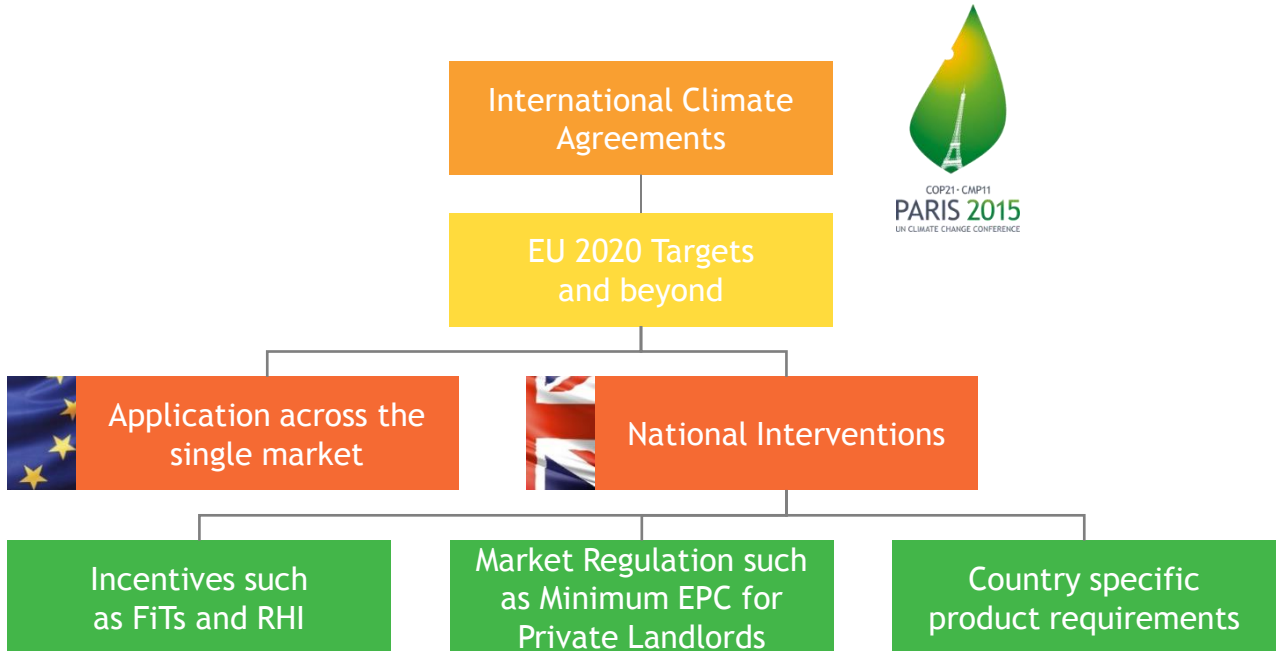 International Climate
Agreements
COP21 - CMP11
PARIS 2015
UN CLIMATE CHANGE CONFERENCE
EU 2020 Targets
and beyond
Application across the
single market
National Interventions
Incentives such
as FiTs and RHI
Market Regulation such
as Minimum EPC for
Private Landlords
Country specific
product requirements